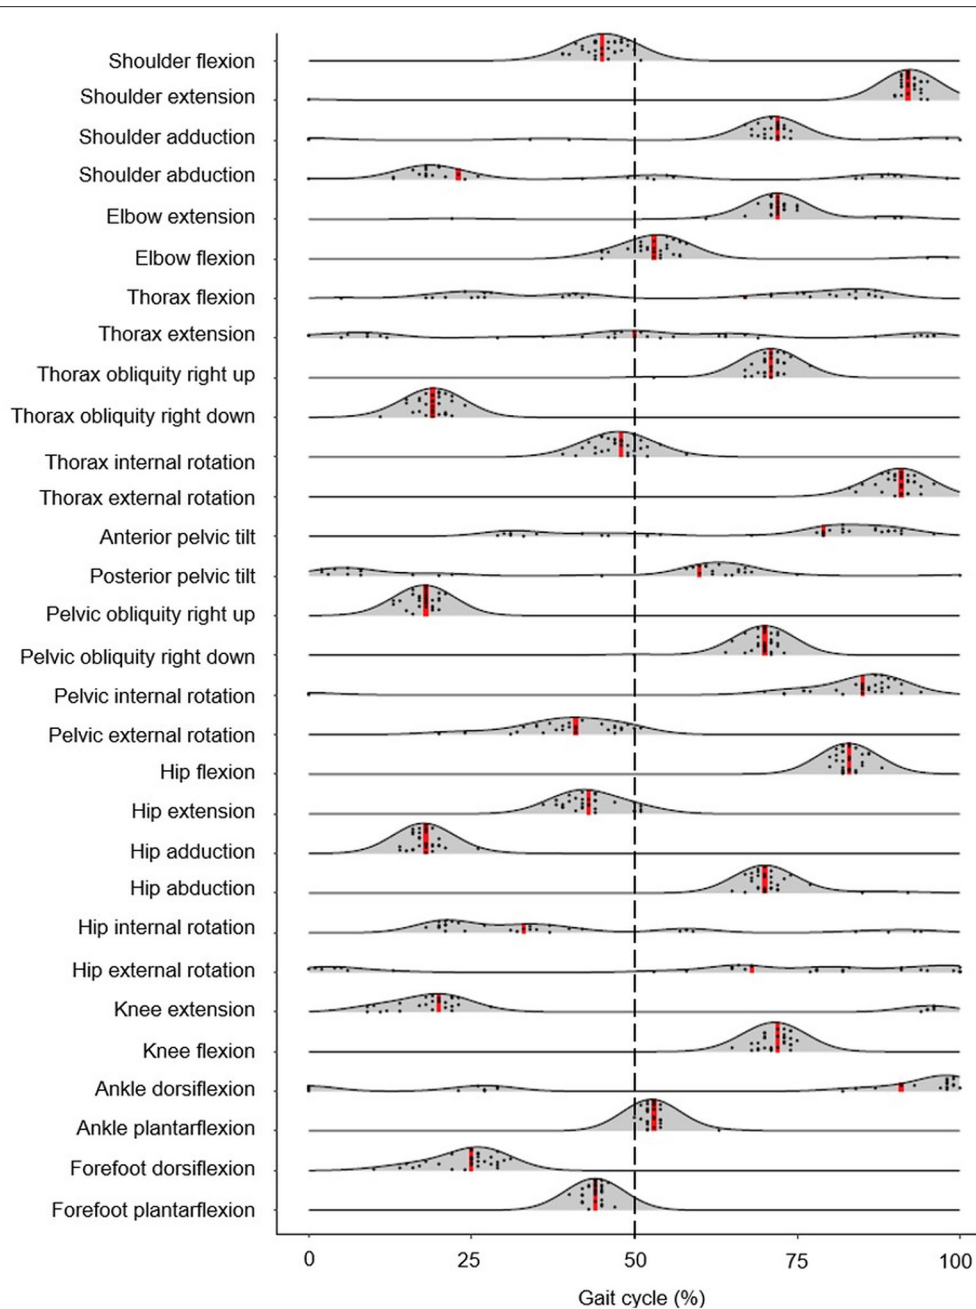 Shoulder flexion
Shoulder extension
Shoulder adduction
Shoulder abduction
Elbow extension
Elbow flexion
Thorax flexion
Thorax extension
Thorax obliquity right up
Thorax obliquity right down
Thorax internal rotation
Thorax external rotation
Anterior pelvic tilt
Posterior pelvic tilt
Pelvic obliquity right up
Pelvic obliquity right down
Pelvic internal rotation
Pelvic external rotation
Hip flexion
Hip extension
Hip adduction
Hip abduction
Hip internal rotation
Hip external rotation
Knee extension
Knee flexion
Ankle dorsiflexion
Ankle plantarflexion
Forefoot dorsiflexion
Forefoot plantarflexion
0 25 50 75 100
Gait cycle (%)